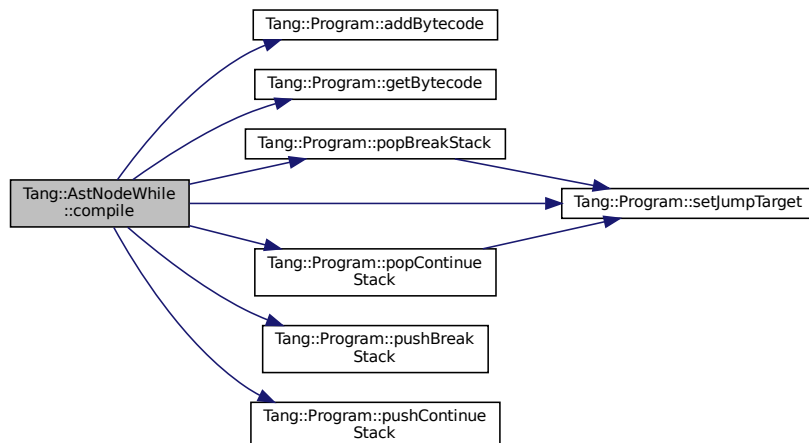 Tang::Program::addBytecode
Tang::Program::getBytecode
Tang::Program::popBreakStack
Tang::AstNodeWhile
::compile
Tang::Program::setJumpTarget
Tang::Program::popContinue
Stack
Tang::Program::pushBreak
Stack
Tang::Program::pushContinue
Stack